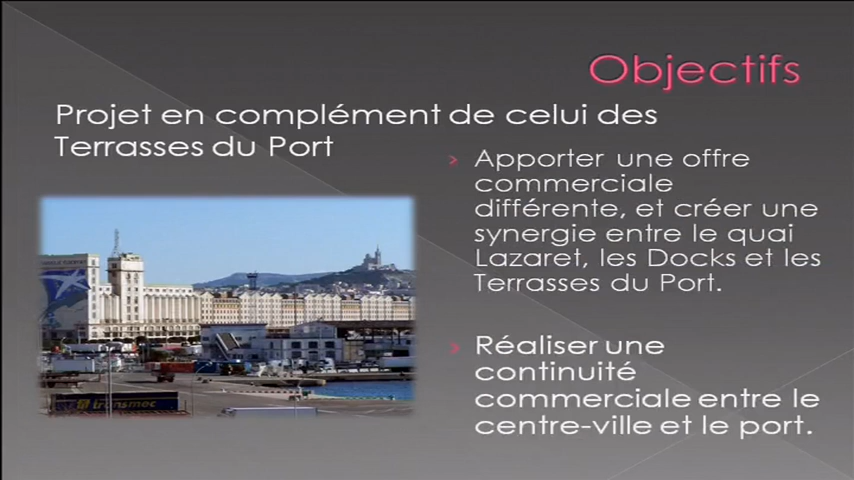 Objectifs
Projet en complément de celui des
Terrasses du Port
› Apporter une offre
commerciale
différente, et créer une
synergie entre le quai
Lazaret, les Docks et les
Terrasses du Port.
› Réaliser une
continuité
commerciale entre le
centre-ville et le port.
transmec